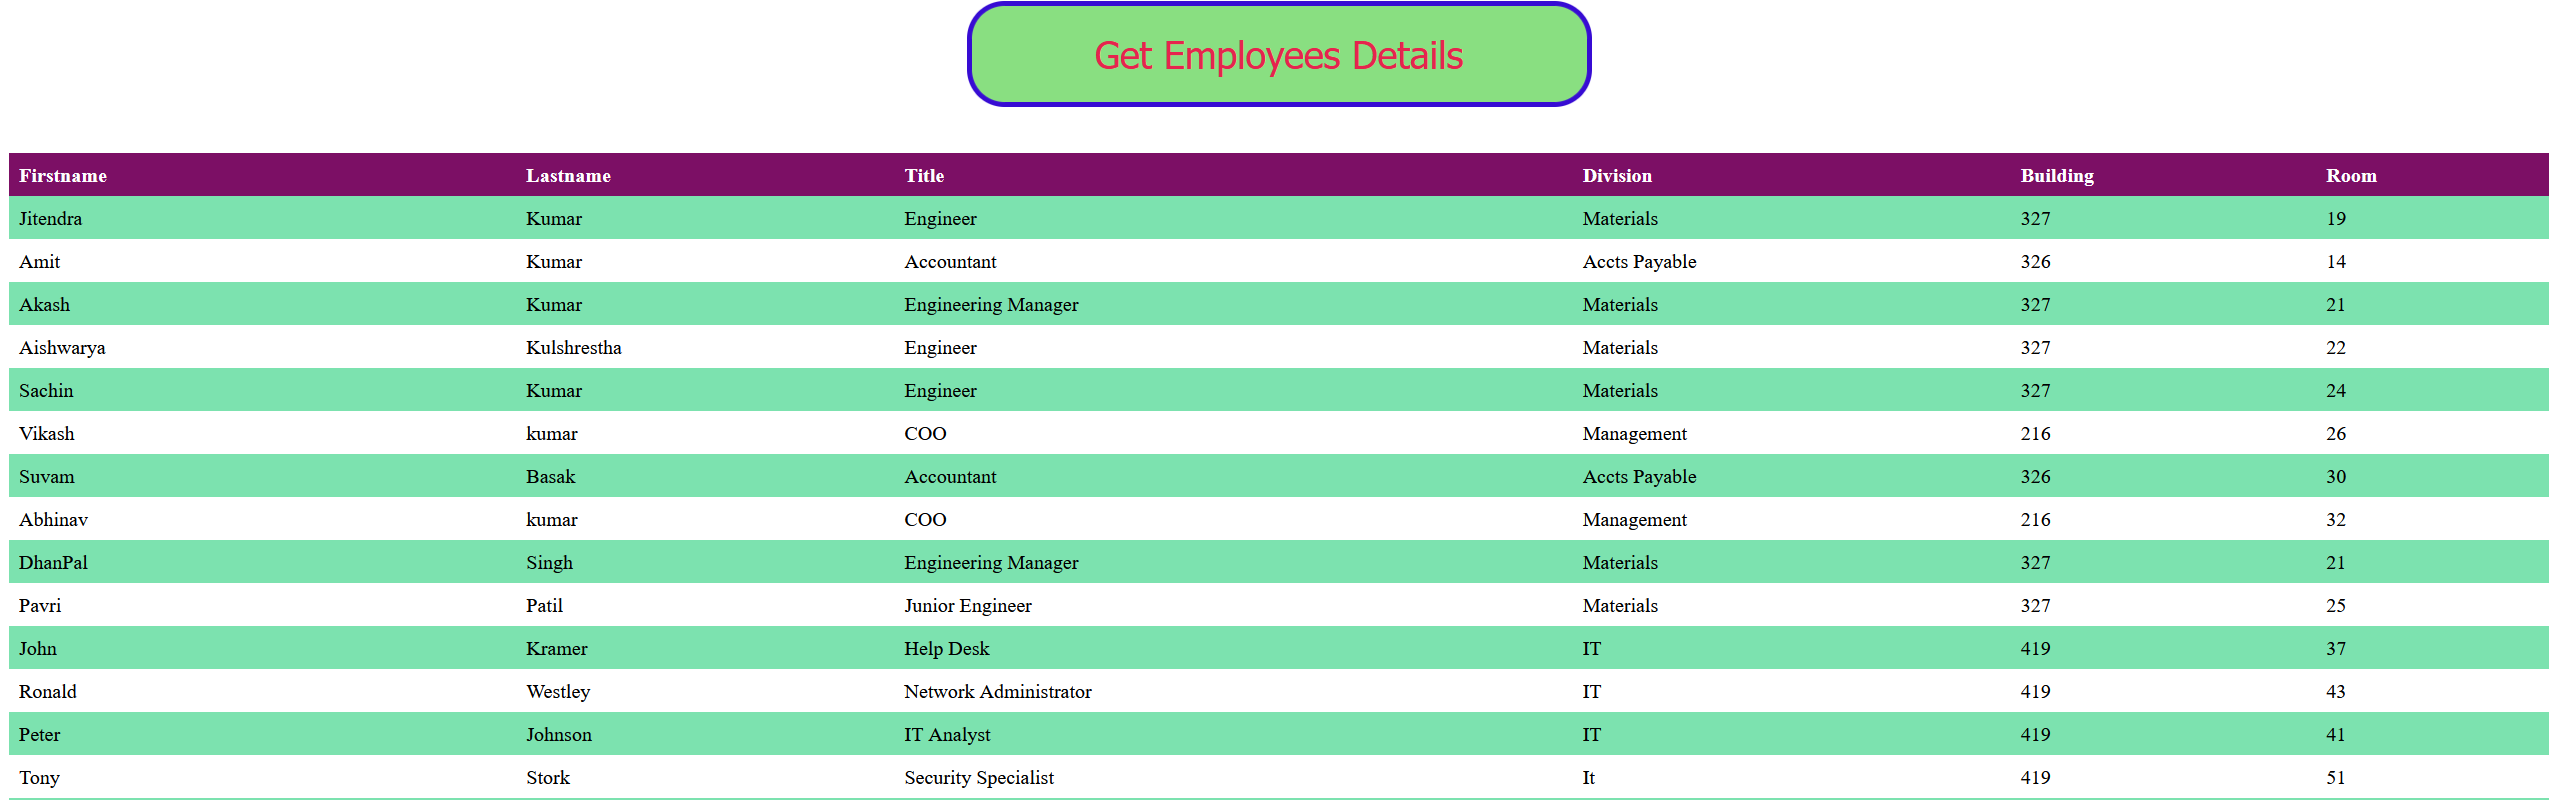 Get Employees Details
Firstname Lastname Title Division Building Room
Jitendra Kumar Engineer Materials 327 19
Amit Kumar Accountant Accts Payable 326 14
Akash Kumar Engineering Manager Materials 327 21
Aishwarya Kulshrestha Engineer Materials 327 22
Sachin Kumar Engineer Materials 327 24
Vikash kumar COO Management 216 26
Suvam Basak Accountant Accts Payable 326 30
Abhinav kumar COO Management 216 32
DhanPal Singh Engineering Manager Materials 327 21
Pavri Patil Junior Engineer Materials 327 25
John Kramer Help Desk IT 419 37
Ronald Westley Network Administrator IT 419 43
Peter Johnson IT Analyst IT 419 41
Tony Stork Security Specialist It 419 51